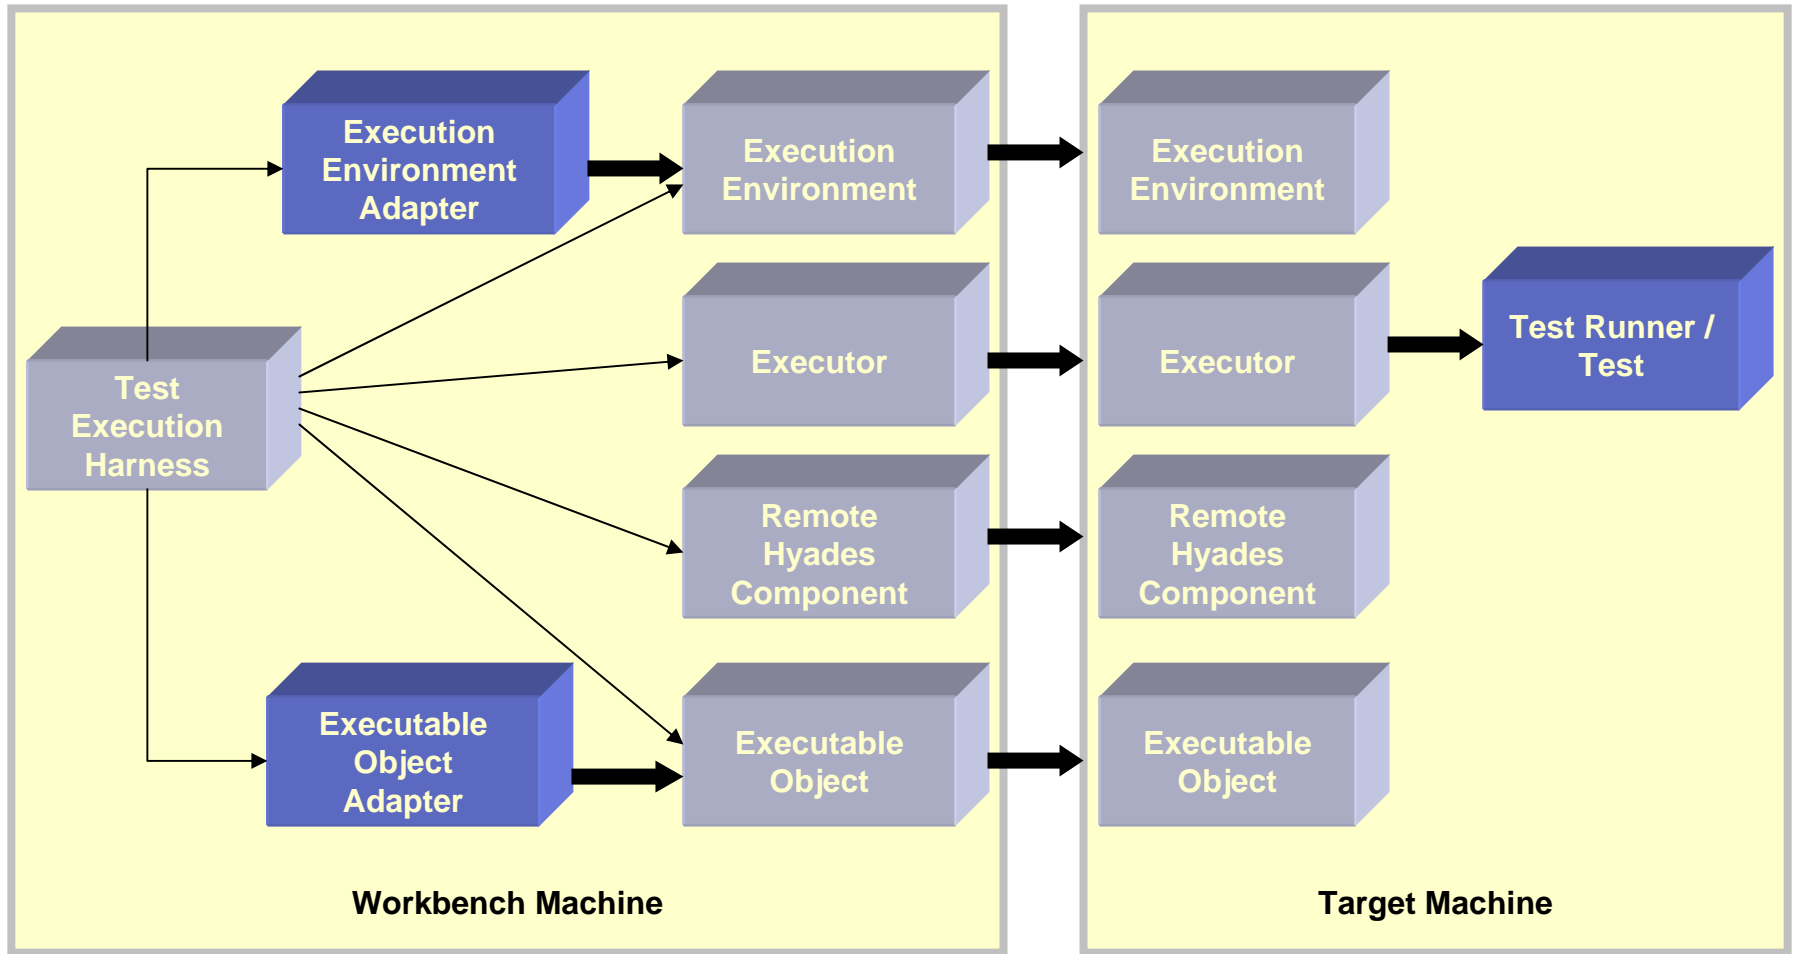 Execution
Environment
Adapter
Execution
Environment
Execution
Environment
Test
Execution
Harness
Executor
Executor
Test Runner /
Test
Remote
Hyades
Component
Remote
Hyades
Component
Executable
Object
Adapter
Executable
Object
Executable
Object
Workbench Machine
Target Machine